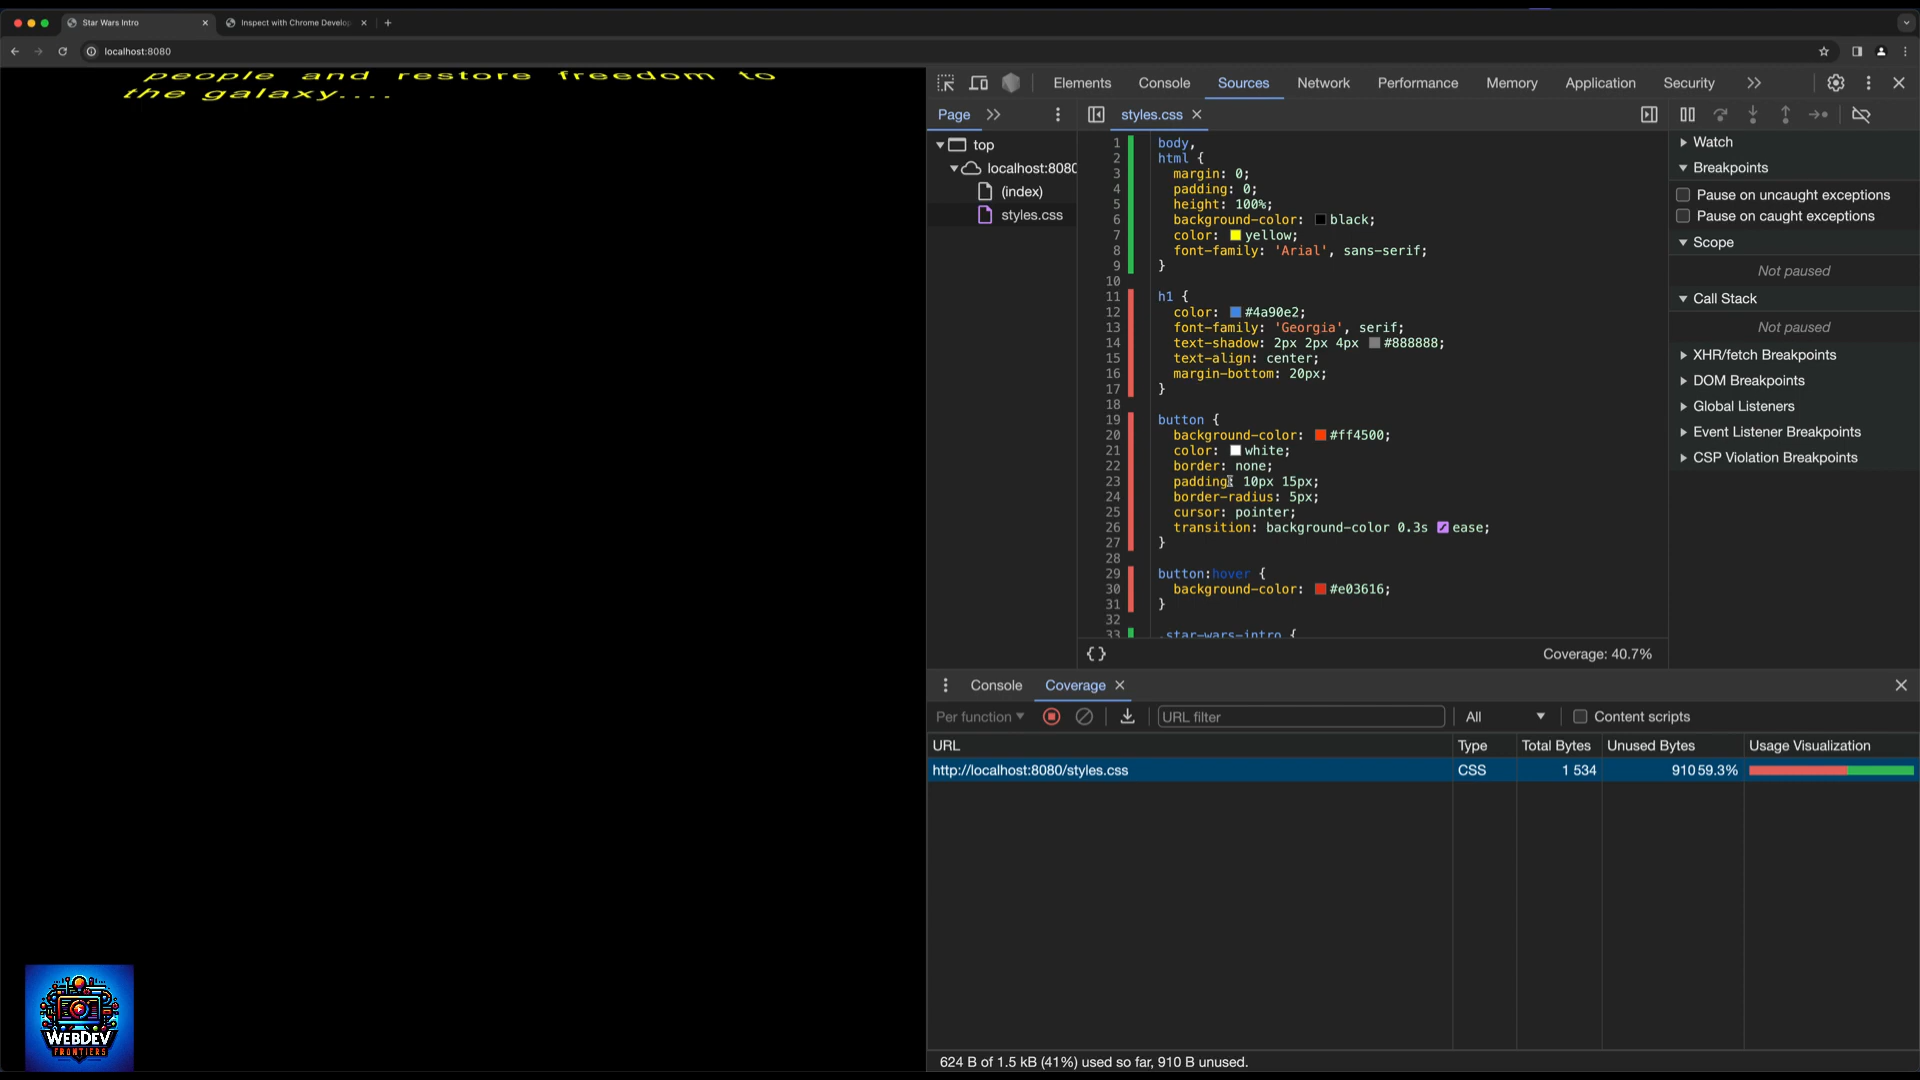 Star Wars Intro
Inspect with Chrome Develop
localhost:8080
people and restore freedom to
the galaxy....
Elements Console Sources Network Performance Memory Application Security
Page
styles.css
top
localhost:8080
(index)
styles.css
1 body,
2 html {
3 margin: 0;
4 padding: 0;
5 height: 100%;
6 background-color: black;
7 color: yellow;
8 font-family: 'Arial', sans-serif;
9 }
10
11 h1 {
12 color: #4a90e2;
13 font-family: 'Georgia', serif;
14 text-shadow: 2px 2px 4px #888888;
15 text-align: center;
16 margin-bottom: 20px;
17 }
18
19 button {
20 background-color: #ff4500;
21 color: white;
22 border: none;
23 padding: 10px 15px;
24 border-radius: 5px;
25 cursor: pointer;
26 transition: background-color 0.3s ease;
27 }
28
29 button:hover {
30 background-color: #e03616;
31 }
32
33 .star-wars-intro {
{} Coverage: 40.7%
Watch
Breakpoints
Pause on uncaught exceptions
Pause on caught exceptions
Scope
Not paused
Call Stack
Not paused
XHR/fetch Breakpoints
DOM Breakpoints
Global Listeners
Event Listener Breakpoints
CSP Violation Breakpoints
Console Coverage
Per function URL filter All Content scripts
URL Type Total Bytes Unused Bytes Usage Visualization
http://localhost:8080/styles.css CSS 1 534 910 59.3%
624 B of 1.5 kB (41%) used so far, 910 B unused.
WEBDEV
FRONTIERS